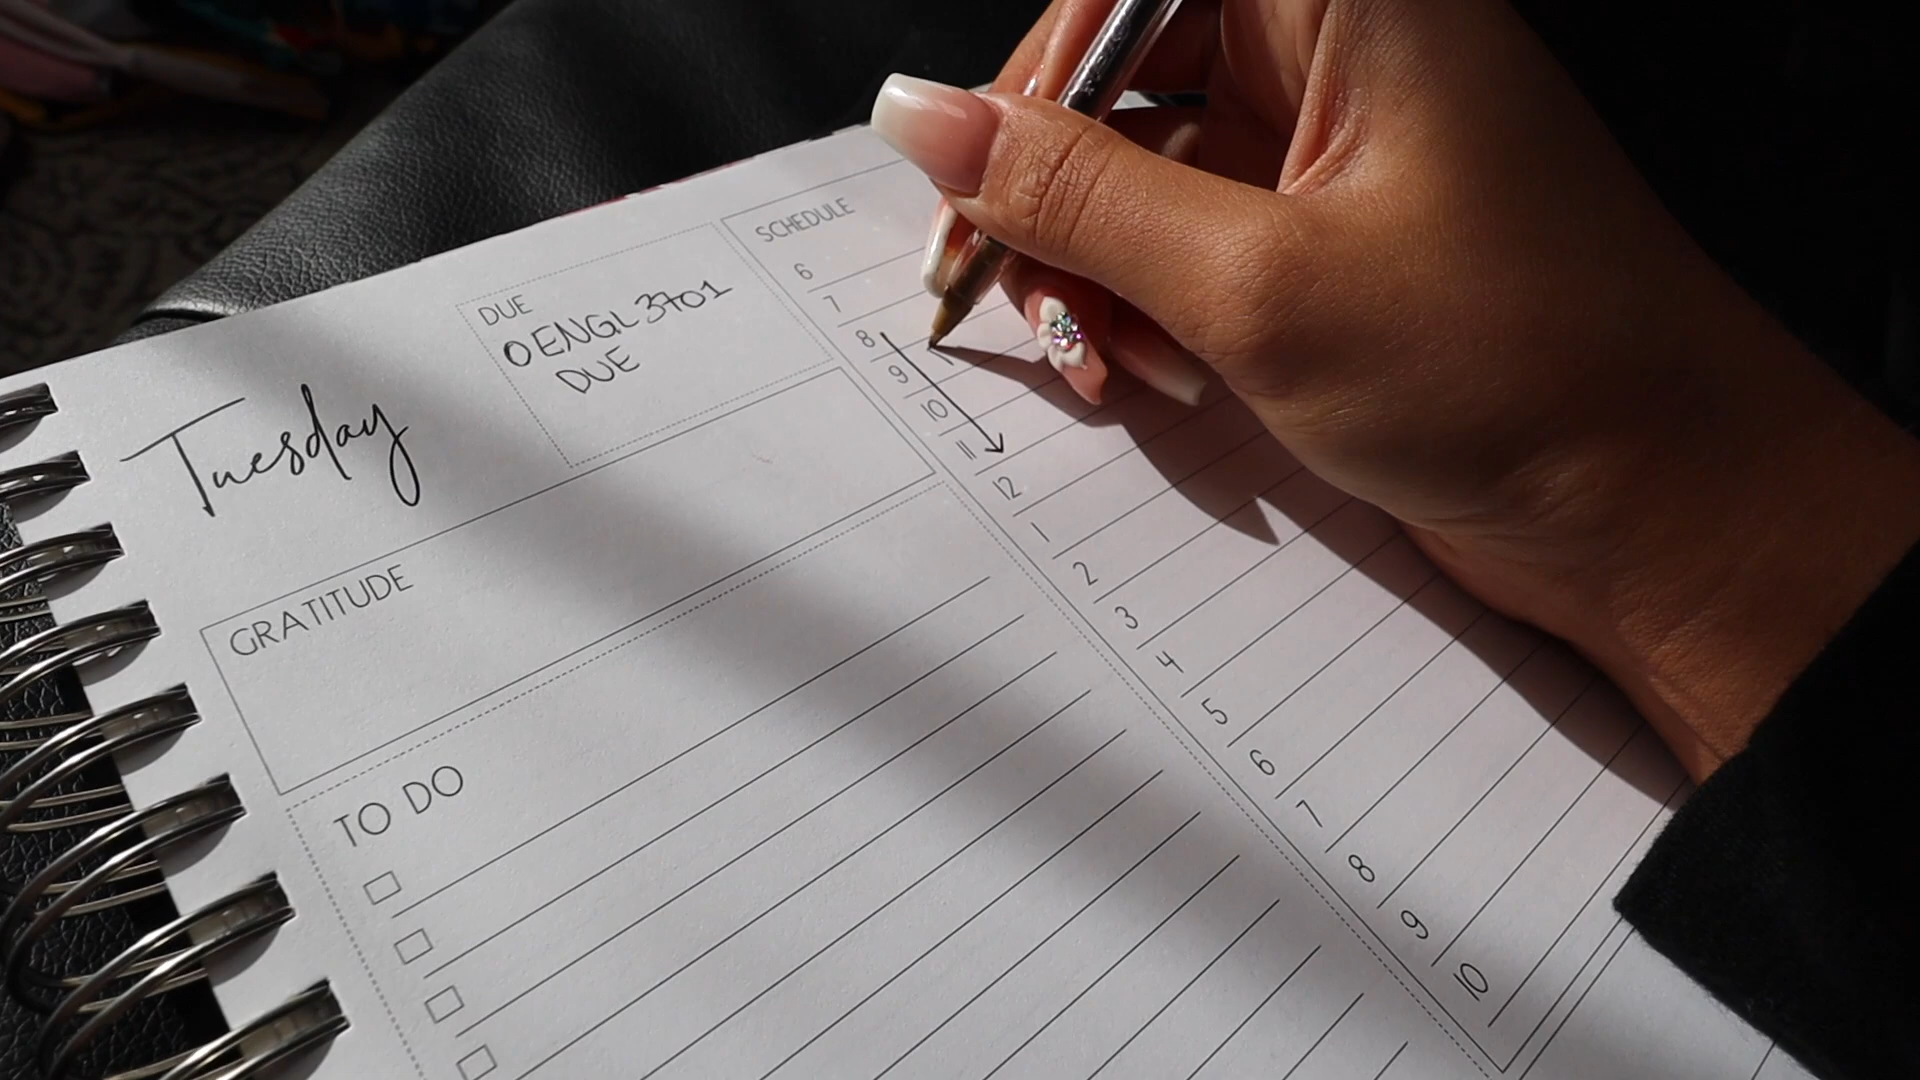 Tuesday
DUE
O ENGL 3701
DUE
GRATITUDE
TO DO
SCHEDULE
6
7
8
9
10
11
12
1
2
3
4
5
6
7
8
9
10